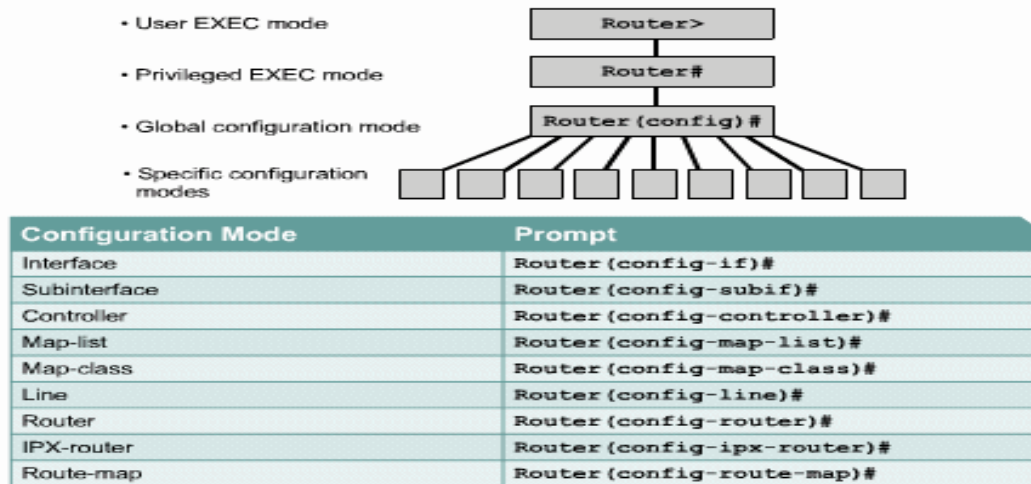 • User EXEC mode
Router>
• Privileged EXEC mode
Router#
• Global configuration mode
Router(config)#
• Specific configuration
modes
Configuration Mode Prompt
Interface Router(config-if)#
Subinterface Router(config-subif)#
Controller Router(config-controller)#
Map-list Router(config-map-list)#
Map-class Router(config-map-class)#
Line Router(config-line)#
Router Router(config-router)#
IPX-router Router(config-ipx-router)#
Route-map Router(config-route-map)#